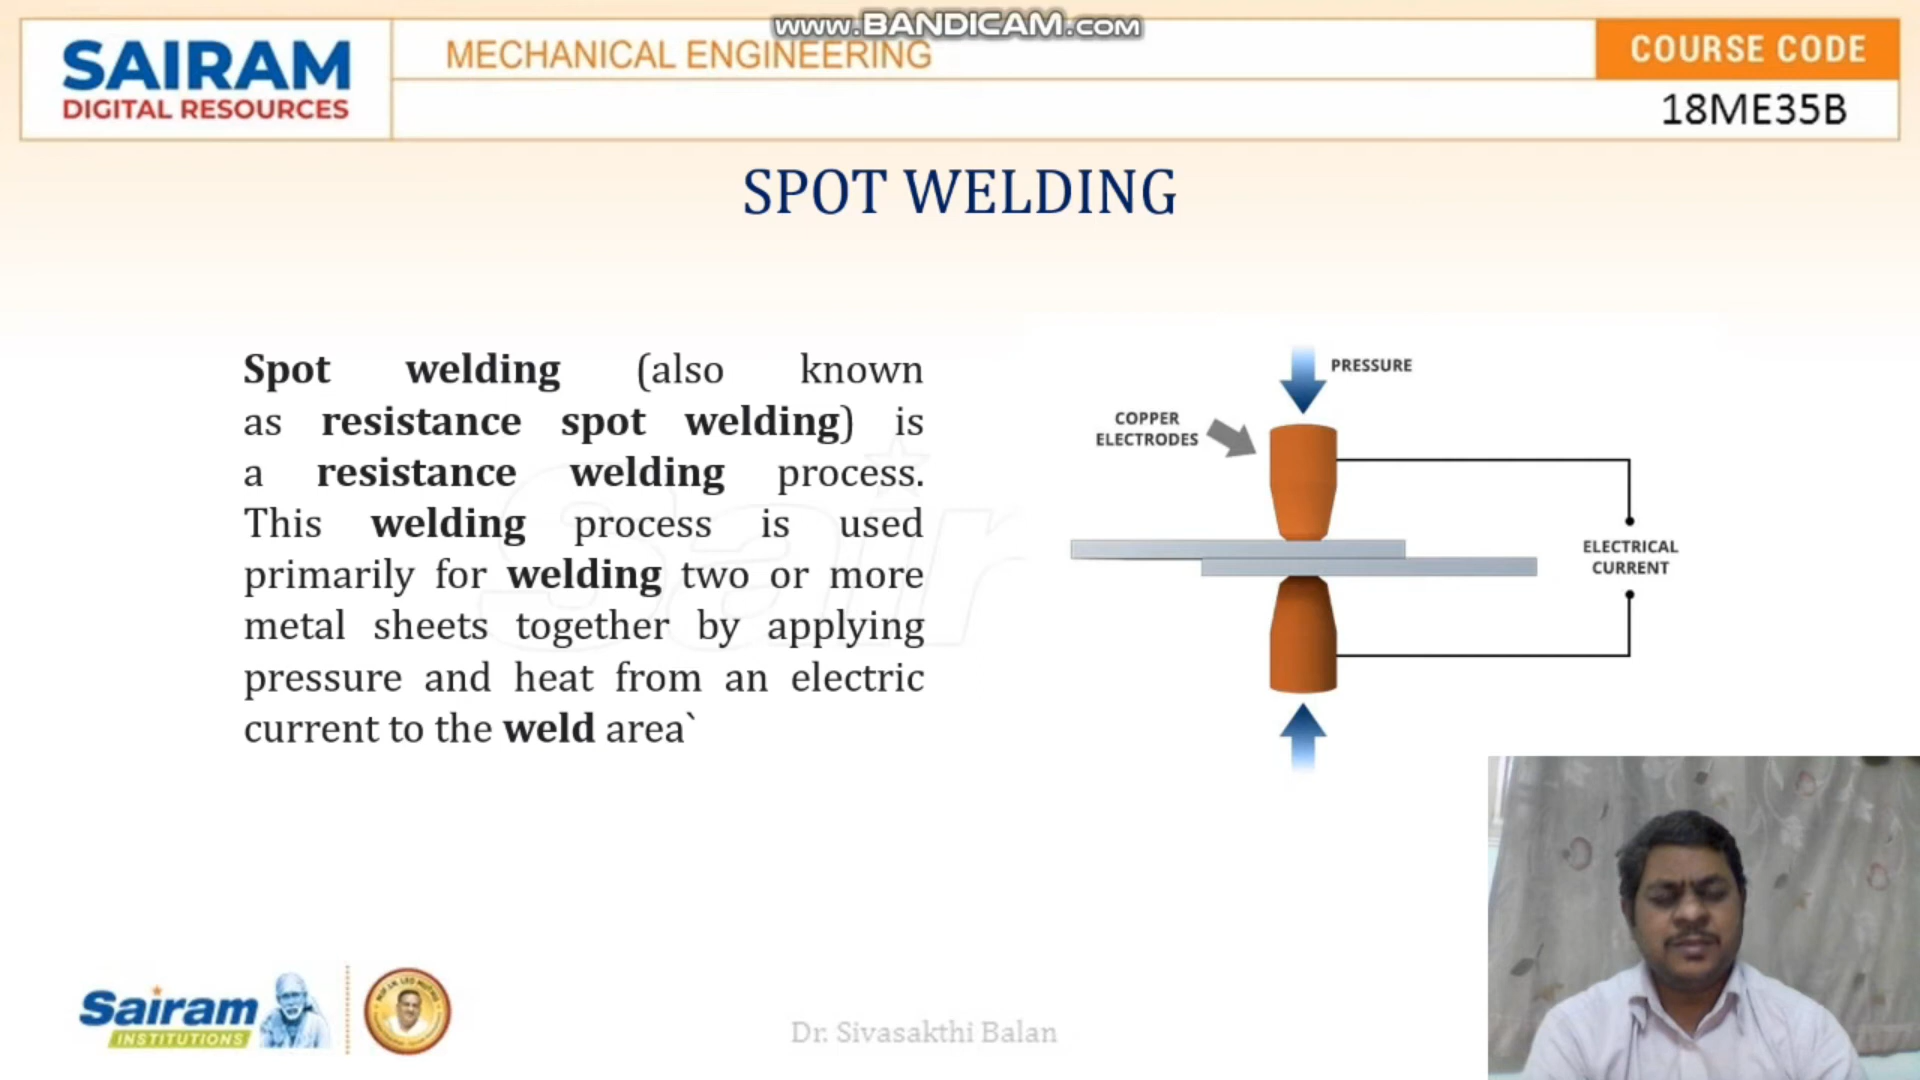 www.BANDICAM.com
SAIRAM
DIGITAL RESOURCES
MECHANICAL ENGINEERING
COURSE CODE
18ME35B
SPOT WELDING
Spot welding (also known
as resistance spot welding) is
a resistance welding process.
This welding process is used
primarily for welding two or more
metal sheets together by applying
pressure and heat from an electric
current to the weld area`
PRESSURE
COPPER
ELECTRODES
ELECTRICAL
CURRENT
Sair
Sairam
INSTITUTIONS
Dr. Sivasakthi Balan